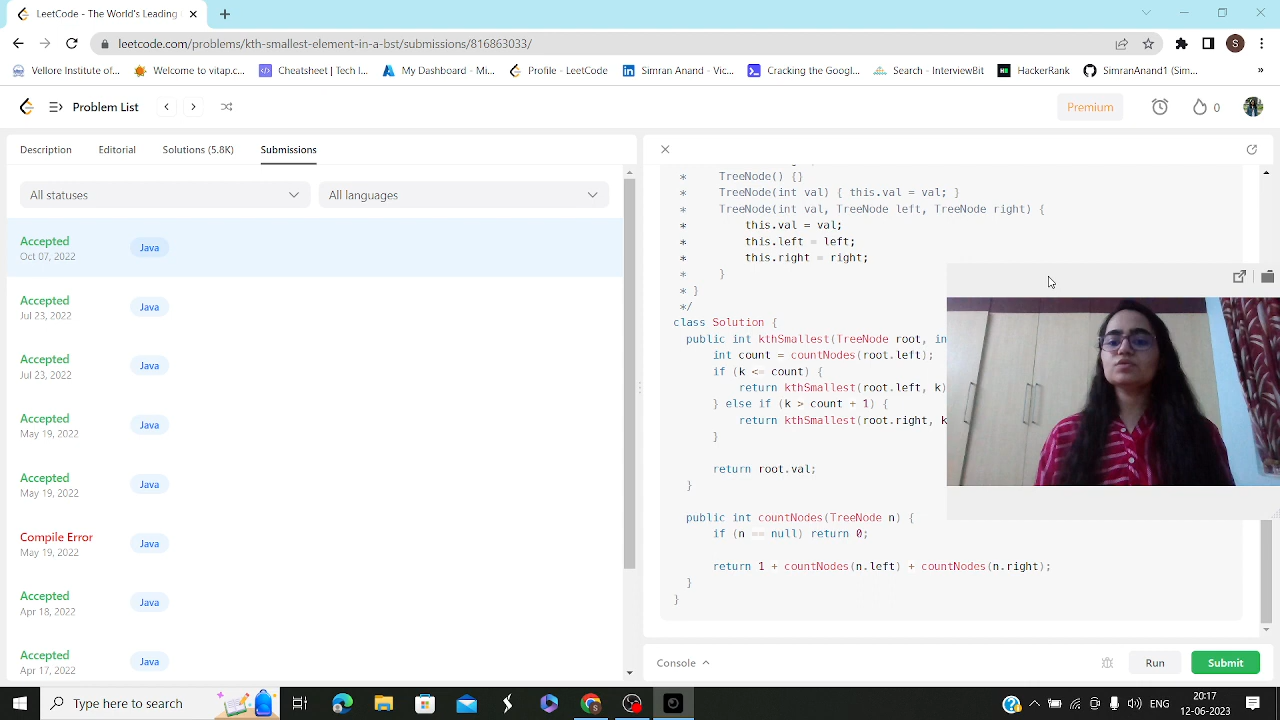 LeetCode - The World's Leading
leetcode.com/problems/kth-smallest-element-in-a-bst/submissions/816863033/
Vellore Institute of... Welcome to vitap.c... Cheatsheet | Tech I... My Dashboard - Mi... Profile - LeetCode Simran Anand - Vic... Cracking the Googl... Search - InterviewBit HackerRank SimranAnand1 (Sim... »
Problem List
Premium
0
Description Editorial Solutions (5.8K) Submissions
All statuses All languages
Accepted
Oct 07, 2022
Java
Accepted
Jul 23, 2022
Java
Accepted
Jul 23, 2022
Java
Accepted
May 19, 2022
Java
Accepted
May 19, 2022
Java
Compile Error
May 19, 2022
Java
Accepted
Apr 18, 2022
Java
Accepted
Apr 17, 2022
Java
* TreeNode() {}
* TreeNode(int val) { this.val = val; }
* TreeNode(int val, TreeNode left, TreeNode right) {
* this.val = val;
* this.left = left;
* this.right = right;
* }
* }
*/
class Solution {
public int kthSmallest(TreeNode root, in
int count = countNodes(root.left);
if (k <= count) {
return kthSmallest(root.left, k)
} else if (k > count + 1) {
return kthSmallest(root.right, k
}
return root.val;
}
public int countNodes(TreeNode n) {
if (n == null) return 0;
return 1 + countNodes(n.left) + countNodes(n.right);
}
}
Console
Run
Submit
Type here to search
ENG
20:17
12-06-2023